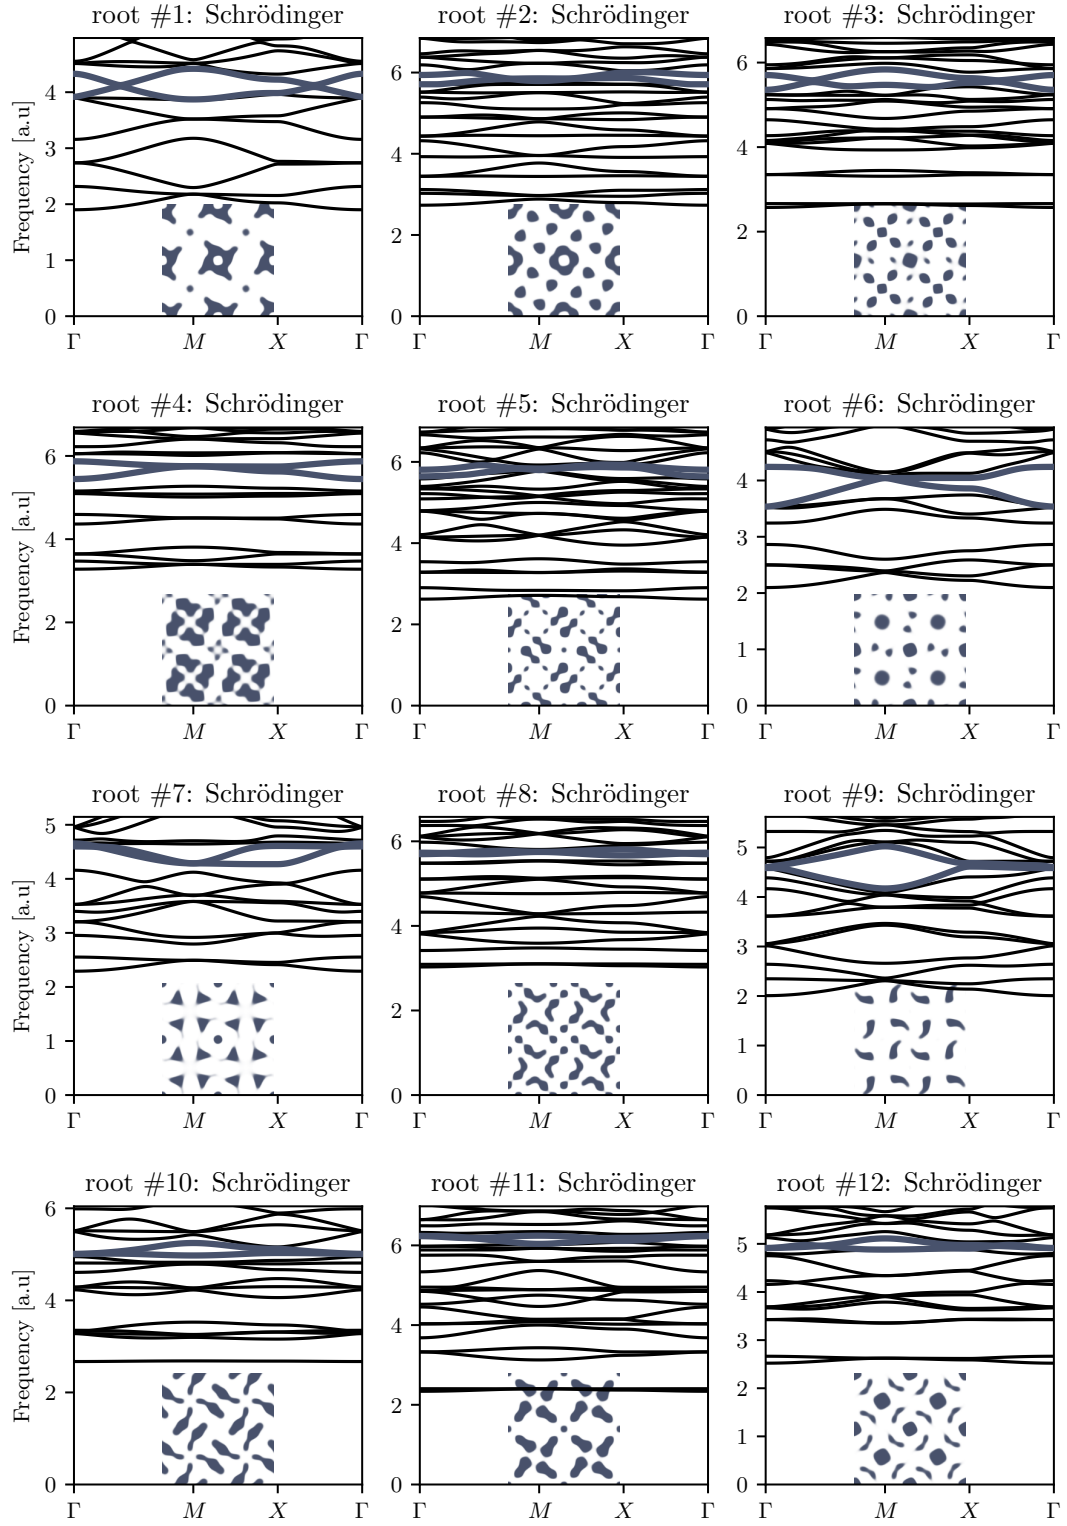 root #1: Schrödinger
root #2: Schrödinger
root #3: Schrödinger
Frequency [a.u]
0
1
2
3
4
Γ
M
X
Γ
0
2
4
6
Γ
M
X
Γ
0
2
4
6
Γ
M
X
Γ
root #4: Schrödinger
root #5: Schrödinger
root #6: Schrödinger
Frequency [a.u]
0
2
4
6
Γ
M
X
Γ
0
2
4
6
Γ
M
X
Γ
0
1
2
3
4
Γ
M
X
Γ
root #7: Schrödinger
root #8: Schrödinger
root #9: Schrödinger
Frequency [a.u]
0
1
2
3
4
5
Γ
M
X
Γ
0
2
4
6
Γ
M
X
Γ
0
1
2
3
4
5
Γ
M
X
Γ
root #10: Schrödinger
root #11: Schrödinger
root #12: Schrödinger
Frequency [a.u]
0
2
4
6
Γ
M
X
Γ
0
2
4
6
Γ
M
X
Γ
0
1
2
3
4
5
Γ
M
X
Γ